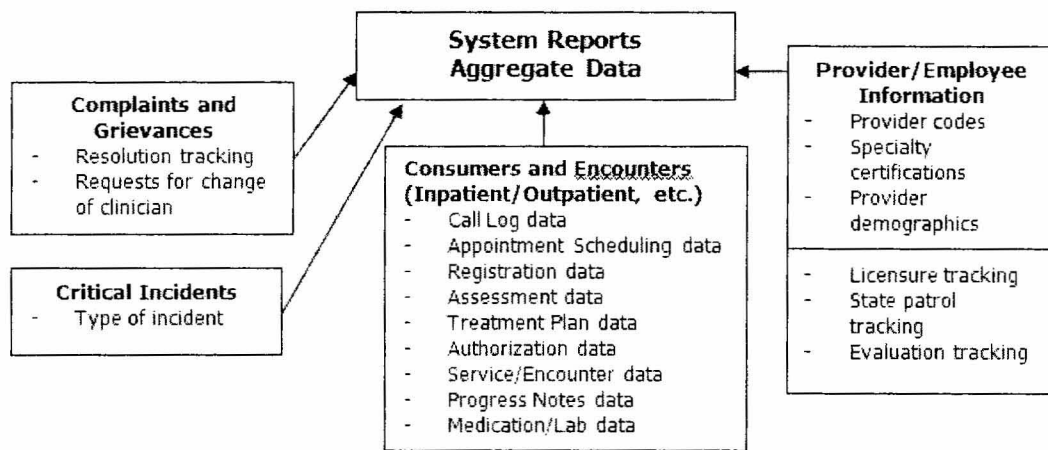 System Reports
Aggregate Data
Complaints and
Grievances
- Resolution tracking
- Requests for change
of clinician
Critical Incidents
- Type of incident
Consumers and Encounters
(Inpatient/Outpatient, etc.)
- Call Log data
- Appointment Scheduling data
- Registration data
- Assessment data
- Treatment Plan data
- Authorization data
- Service/Encounter data
- Progress Notes data
- Medication/Lab data
Provider/Employee
Information
- Provider codes
- Specialty
certifications
- Provider
demographics
- Licensure tracking
- State patrol
tracking
- Evaluation tracking